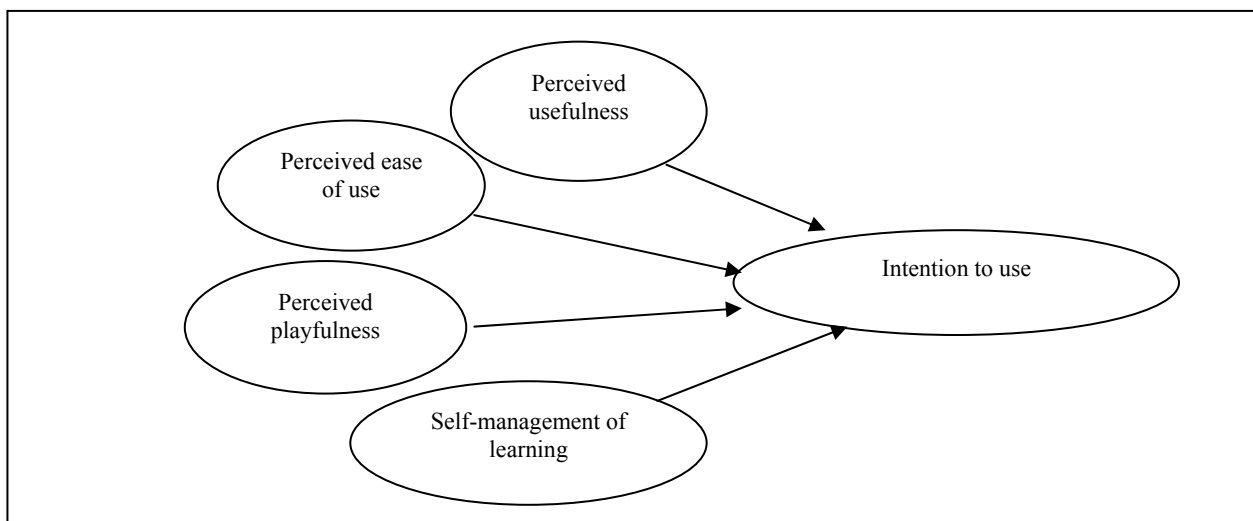 Perceived
usefulness
Perceived ease
of use
Intention to use
Perceived
playfulness
Self-management of
learning